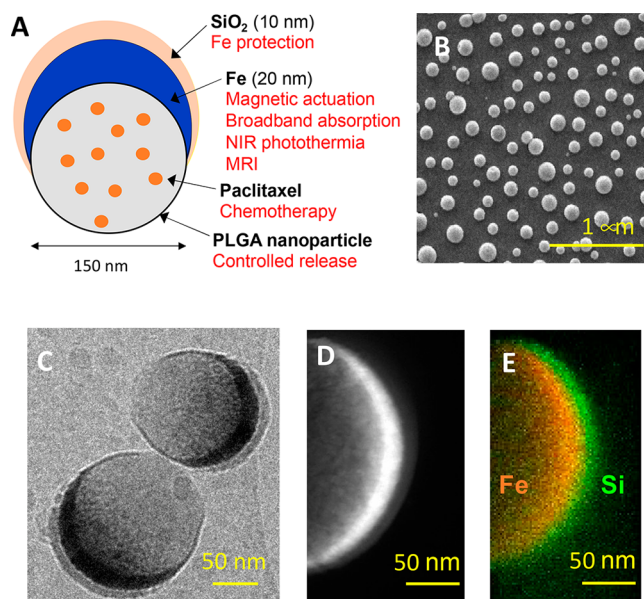 A
SiO₂ (10 nm)
Fe protection
Fe (20 nm)
Magnetic actuation
Broadband absorption
NIR photothermia
MRI
Paclitaxel
Chemotherapy
PLGA nanoparticle
Controlled release
150 nm
B
1 ∝m
C
50 nm
D
50 nm
E
Fe
Si
50 nm